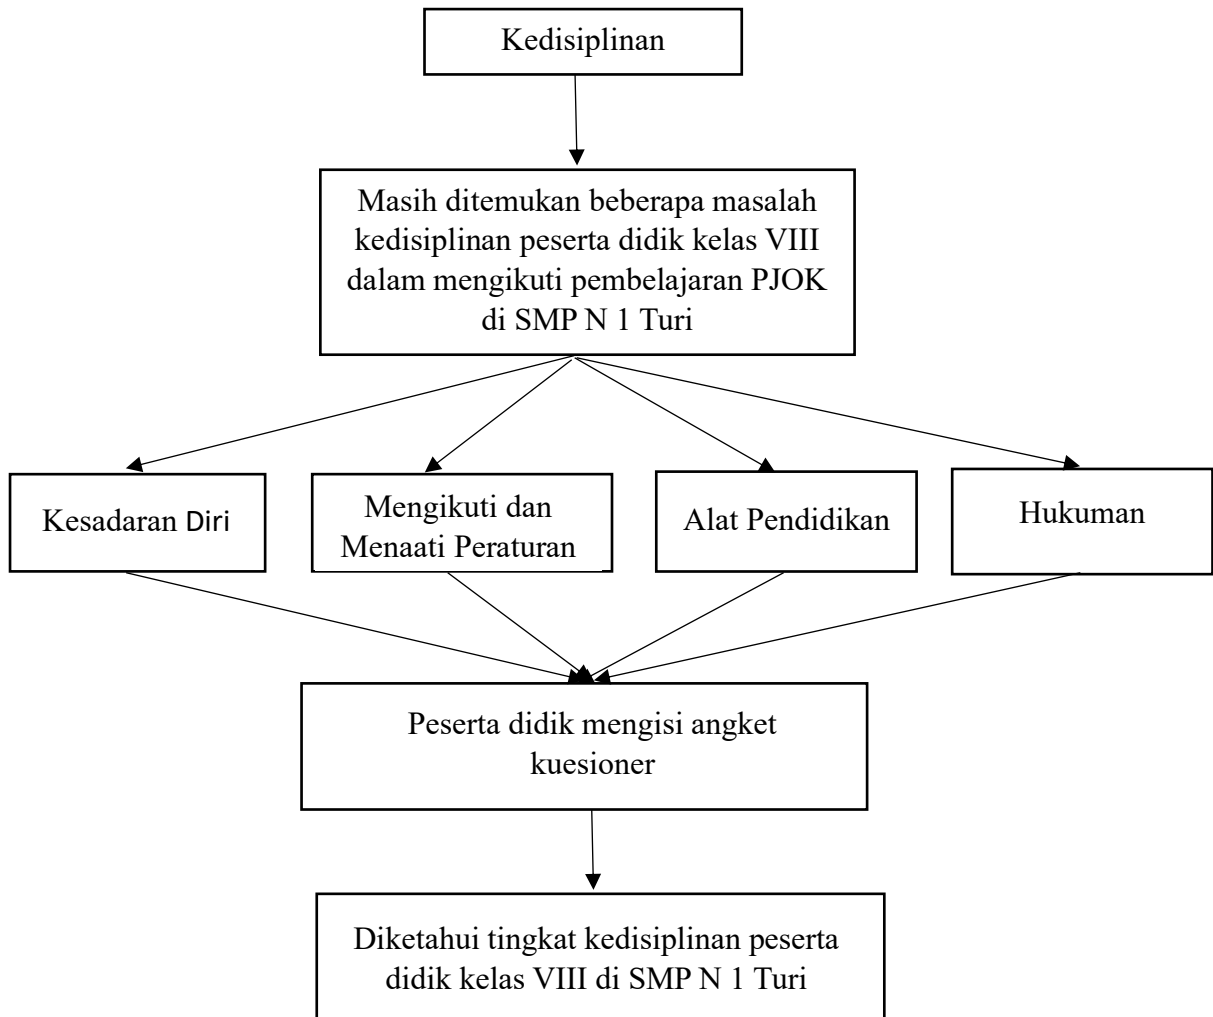 Kedisiplinan
Masih ditemukan beberapa masalah
kedisiplinan peserta didik kelas VIII
dalam mengikuti pembelajaran PJOK
di SMP N 1 Turi
Kesadaran Diri
Mengikuti dan
Menaati Peraturan
Alat Pendidikan
Hukuman
Peserta didik mengisi angket
kuesioner
Diketahui tingkat kedisiplinan peserta
didik kelas VIII di SMP N 1 Turi